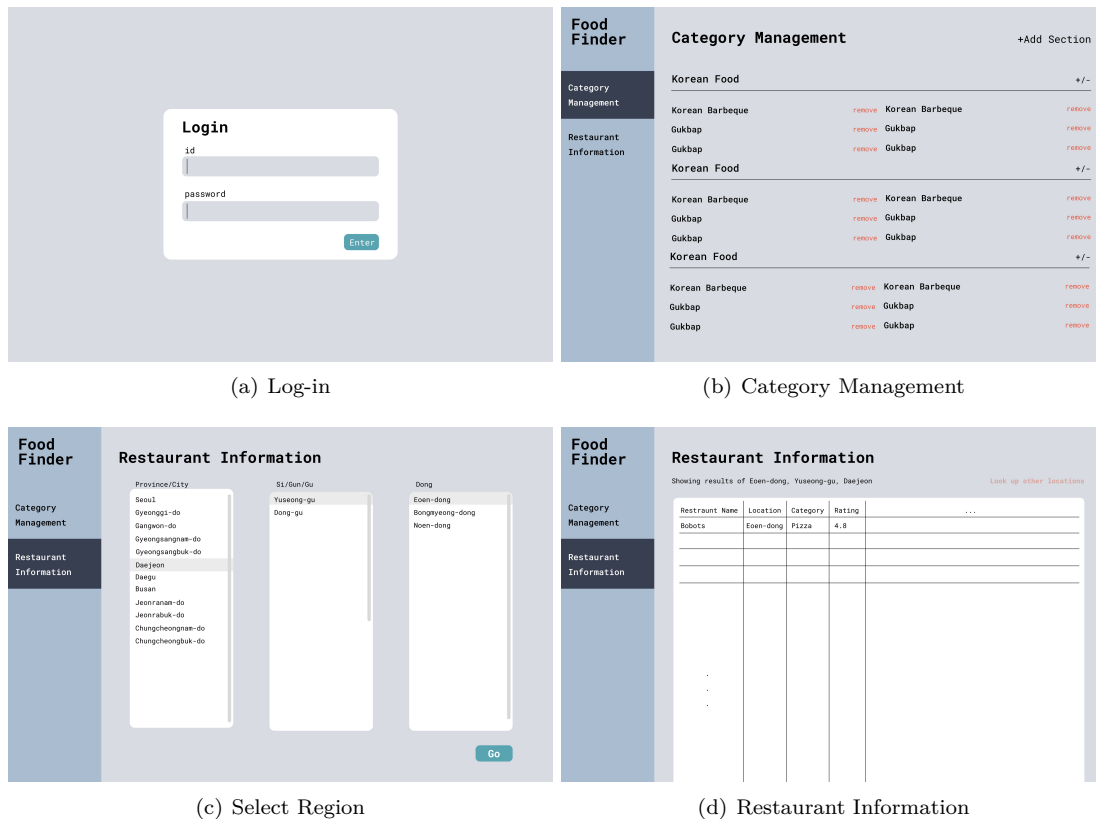 Login
id
password
Enter
(a) Log-in
Food
Finder
Category
Management
Restaurant
Information
Category Management
+Add Section
Korean Food +/-
Korean Barbeque remove Korean Barbeque remove
Gukbap remove Gukbap remove
Gukbap remove Gukbap remove
Korean Food +/-
Korean Barbeque remove Korean Barbeque remove
Gukbap remove Gukbap remove
Gukbap remove Gukbap remove
Korean Food +/-
Korean Barbeque remove Korean Barbeque remove
Gukbap remove Gukbap remove
Gukbap remove Gukbap remove
(b) Category Management
Food
Finder
Category
Management
Restaurant
Information
Restaurant Information
Province/City
Seoul
Gyeonggi-do
Gangwon-do
Gyeongsangnam-do
Gyeongsangbuk-do
Daejeon
Daegu
Busan
Jeonranam-do
Jeonrabuk-do
Chungcheongnam-do
Chungcheongbuk-do
Si/Gun/Gu
Yuseong-gu
Dong-gu
Dong
Eoen-dong
Bongmyeong-dong
Noen-dong
Go
(c) Select Region
Food
Finder
Category
Management
Restaurant
Information
Restaurant Information
Showing results of Eoen-dong, Yuseong-gu, Daejeon
Look up other locations
Restraunt Name Location Category Rating ...
Bobots Eoen-dong Pizza 4.8
.
.
.
(d) Restaurant Information